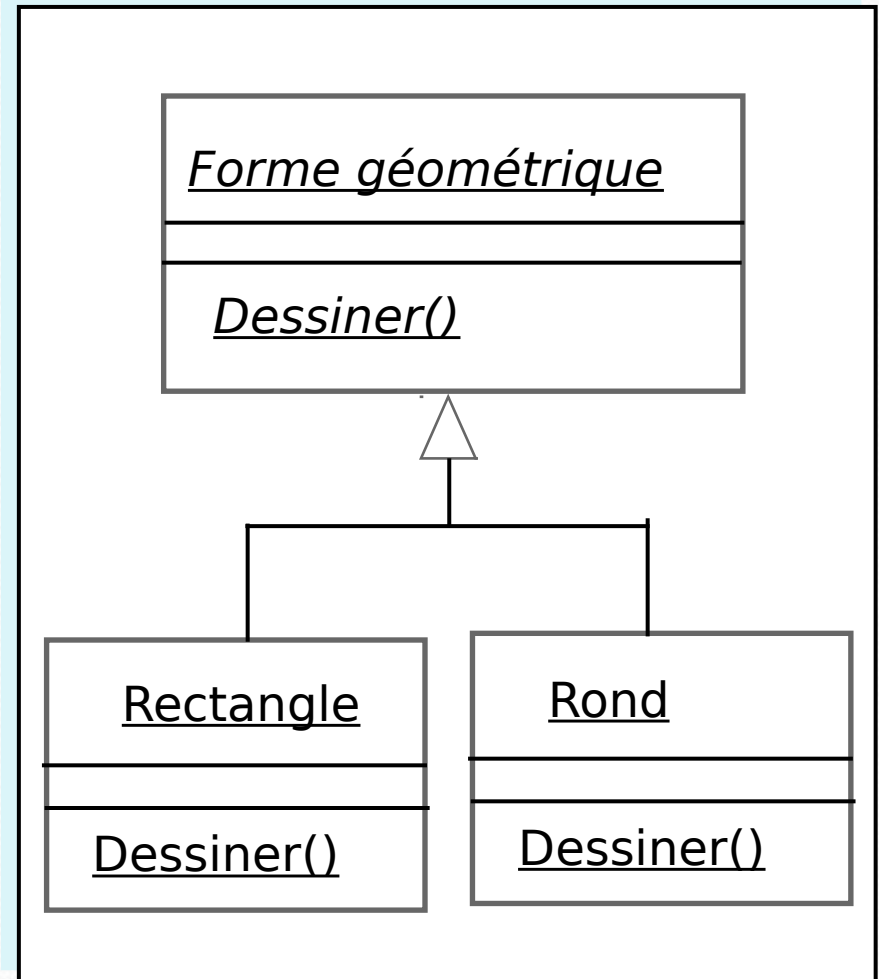 Forme géométrique
Dessiner()
Rectangle
Dessiner()
Rond
Dessiner()